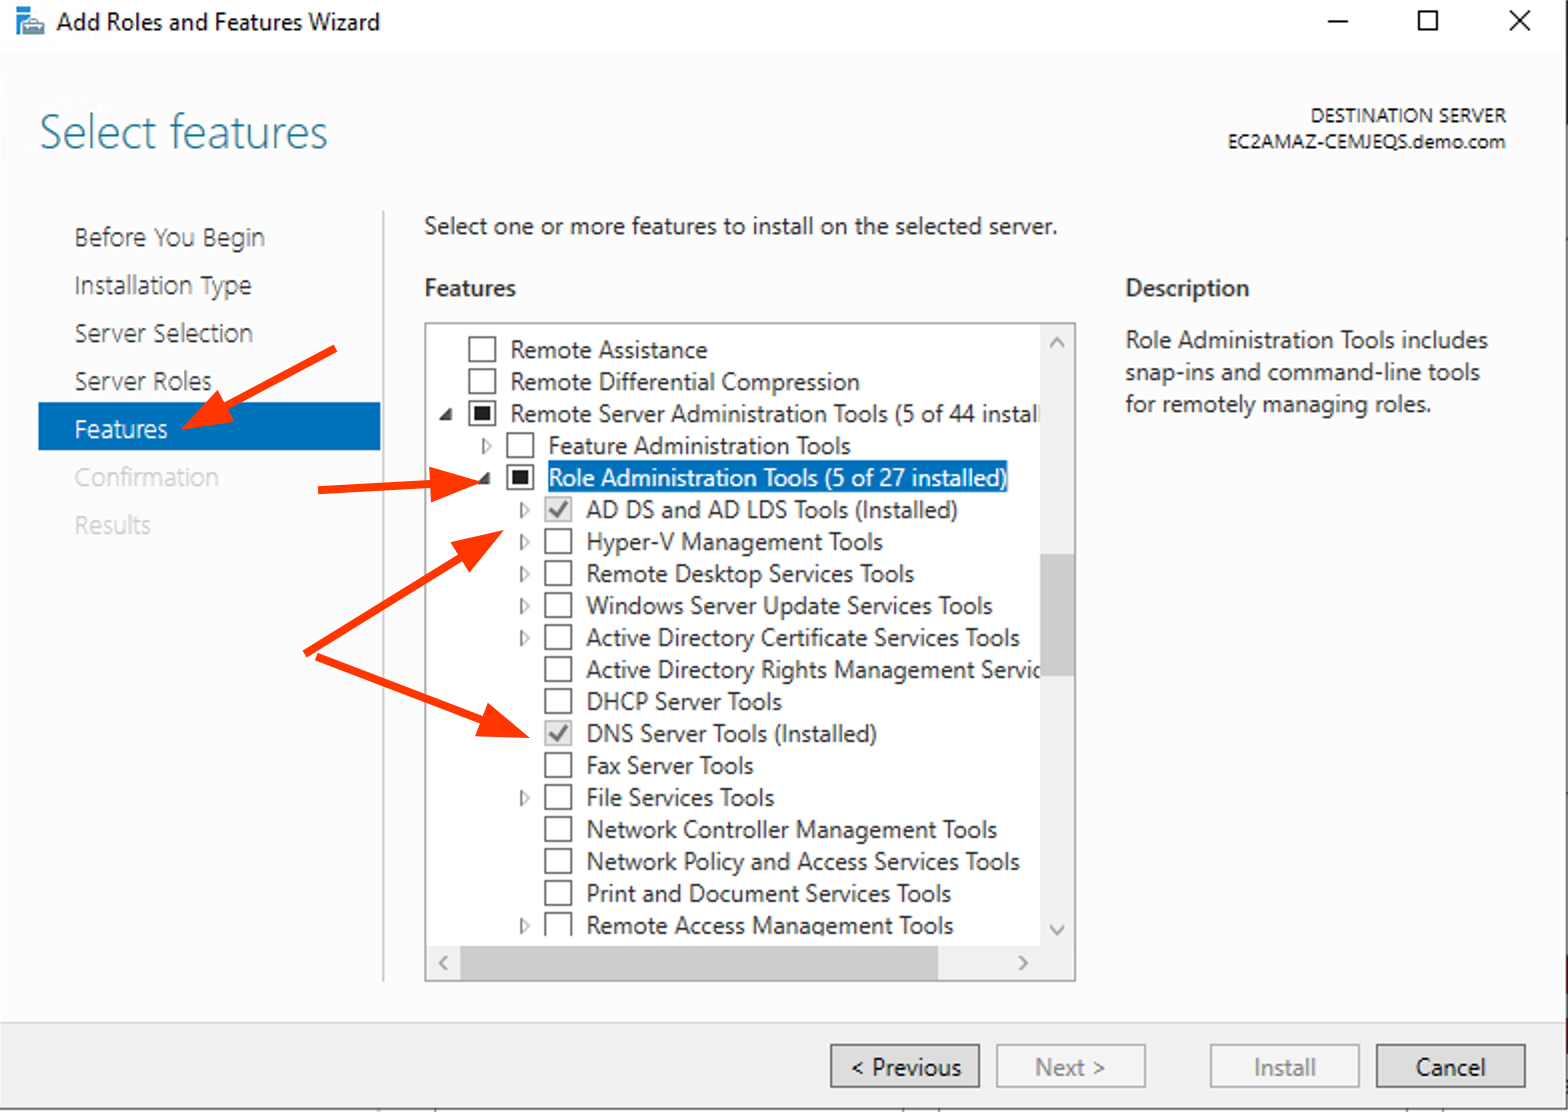 Add Roles and Features Wizard
Select features
DESTINATION SERVER
EC2AMAZ-CEMJEQS.demo.com
Before You Begin
Installation Type
Server Selection
Server Roles
Features
Confirmation
Results
Select one or more features to install on the selected server.
Features
Remote Assistance
Remote Differential Compression
Remote Server Administration Tools (5 of 44 install
Feature Administration Tools
Role Administration Tools (5 of 27 installed)
AD DS and AD LDS Tools (Installed)
Hyper-V Management Tools
Remote Desktop Services Tools
Windows Server Update Services Tools
Active Directory Certificate Services Tools
Active Directory Rights Management Servic
DHCP Server Tools
DNS Server Tools (Installed)
Fax Server Tools
File Services Tools
Network Controller Management Tools
Network Policy and Access Services Tools
Print and Document Services Tools
Remote Access Management Tools
Description
Role Administration Tools includes
snap-ins and command-line tools
for remotely managing roles.
< Previous
Next >
Install
Cancel